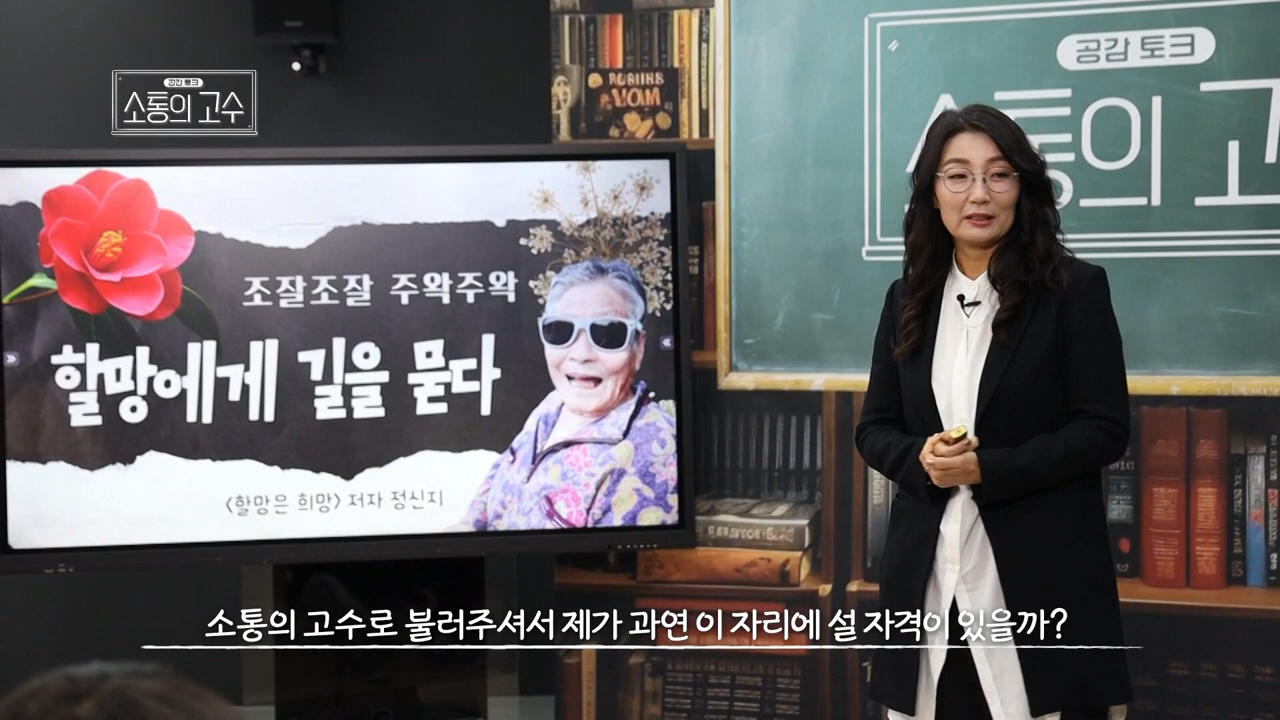 공감 토크
소통의 고수
공감 토크
소통의 고
조잘조잘 주왁주왁
할망에게 길을 묻다
<할망은 희망> 저자 정신지
소통의 고수로 불러주셔서 제가 과연 이 자리에 설 자격이 있을까?